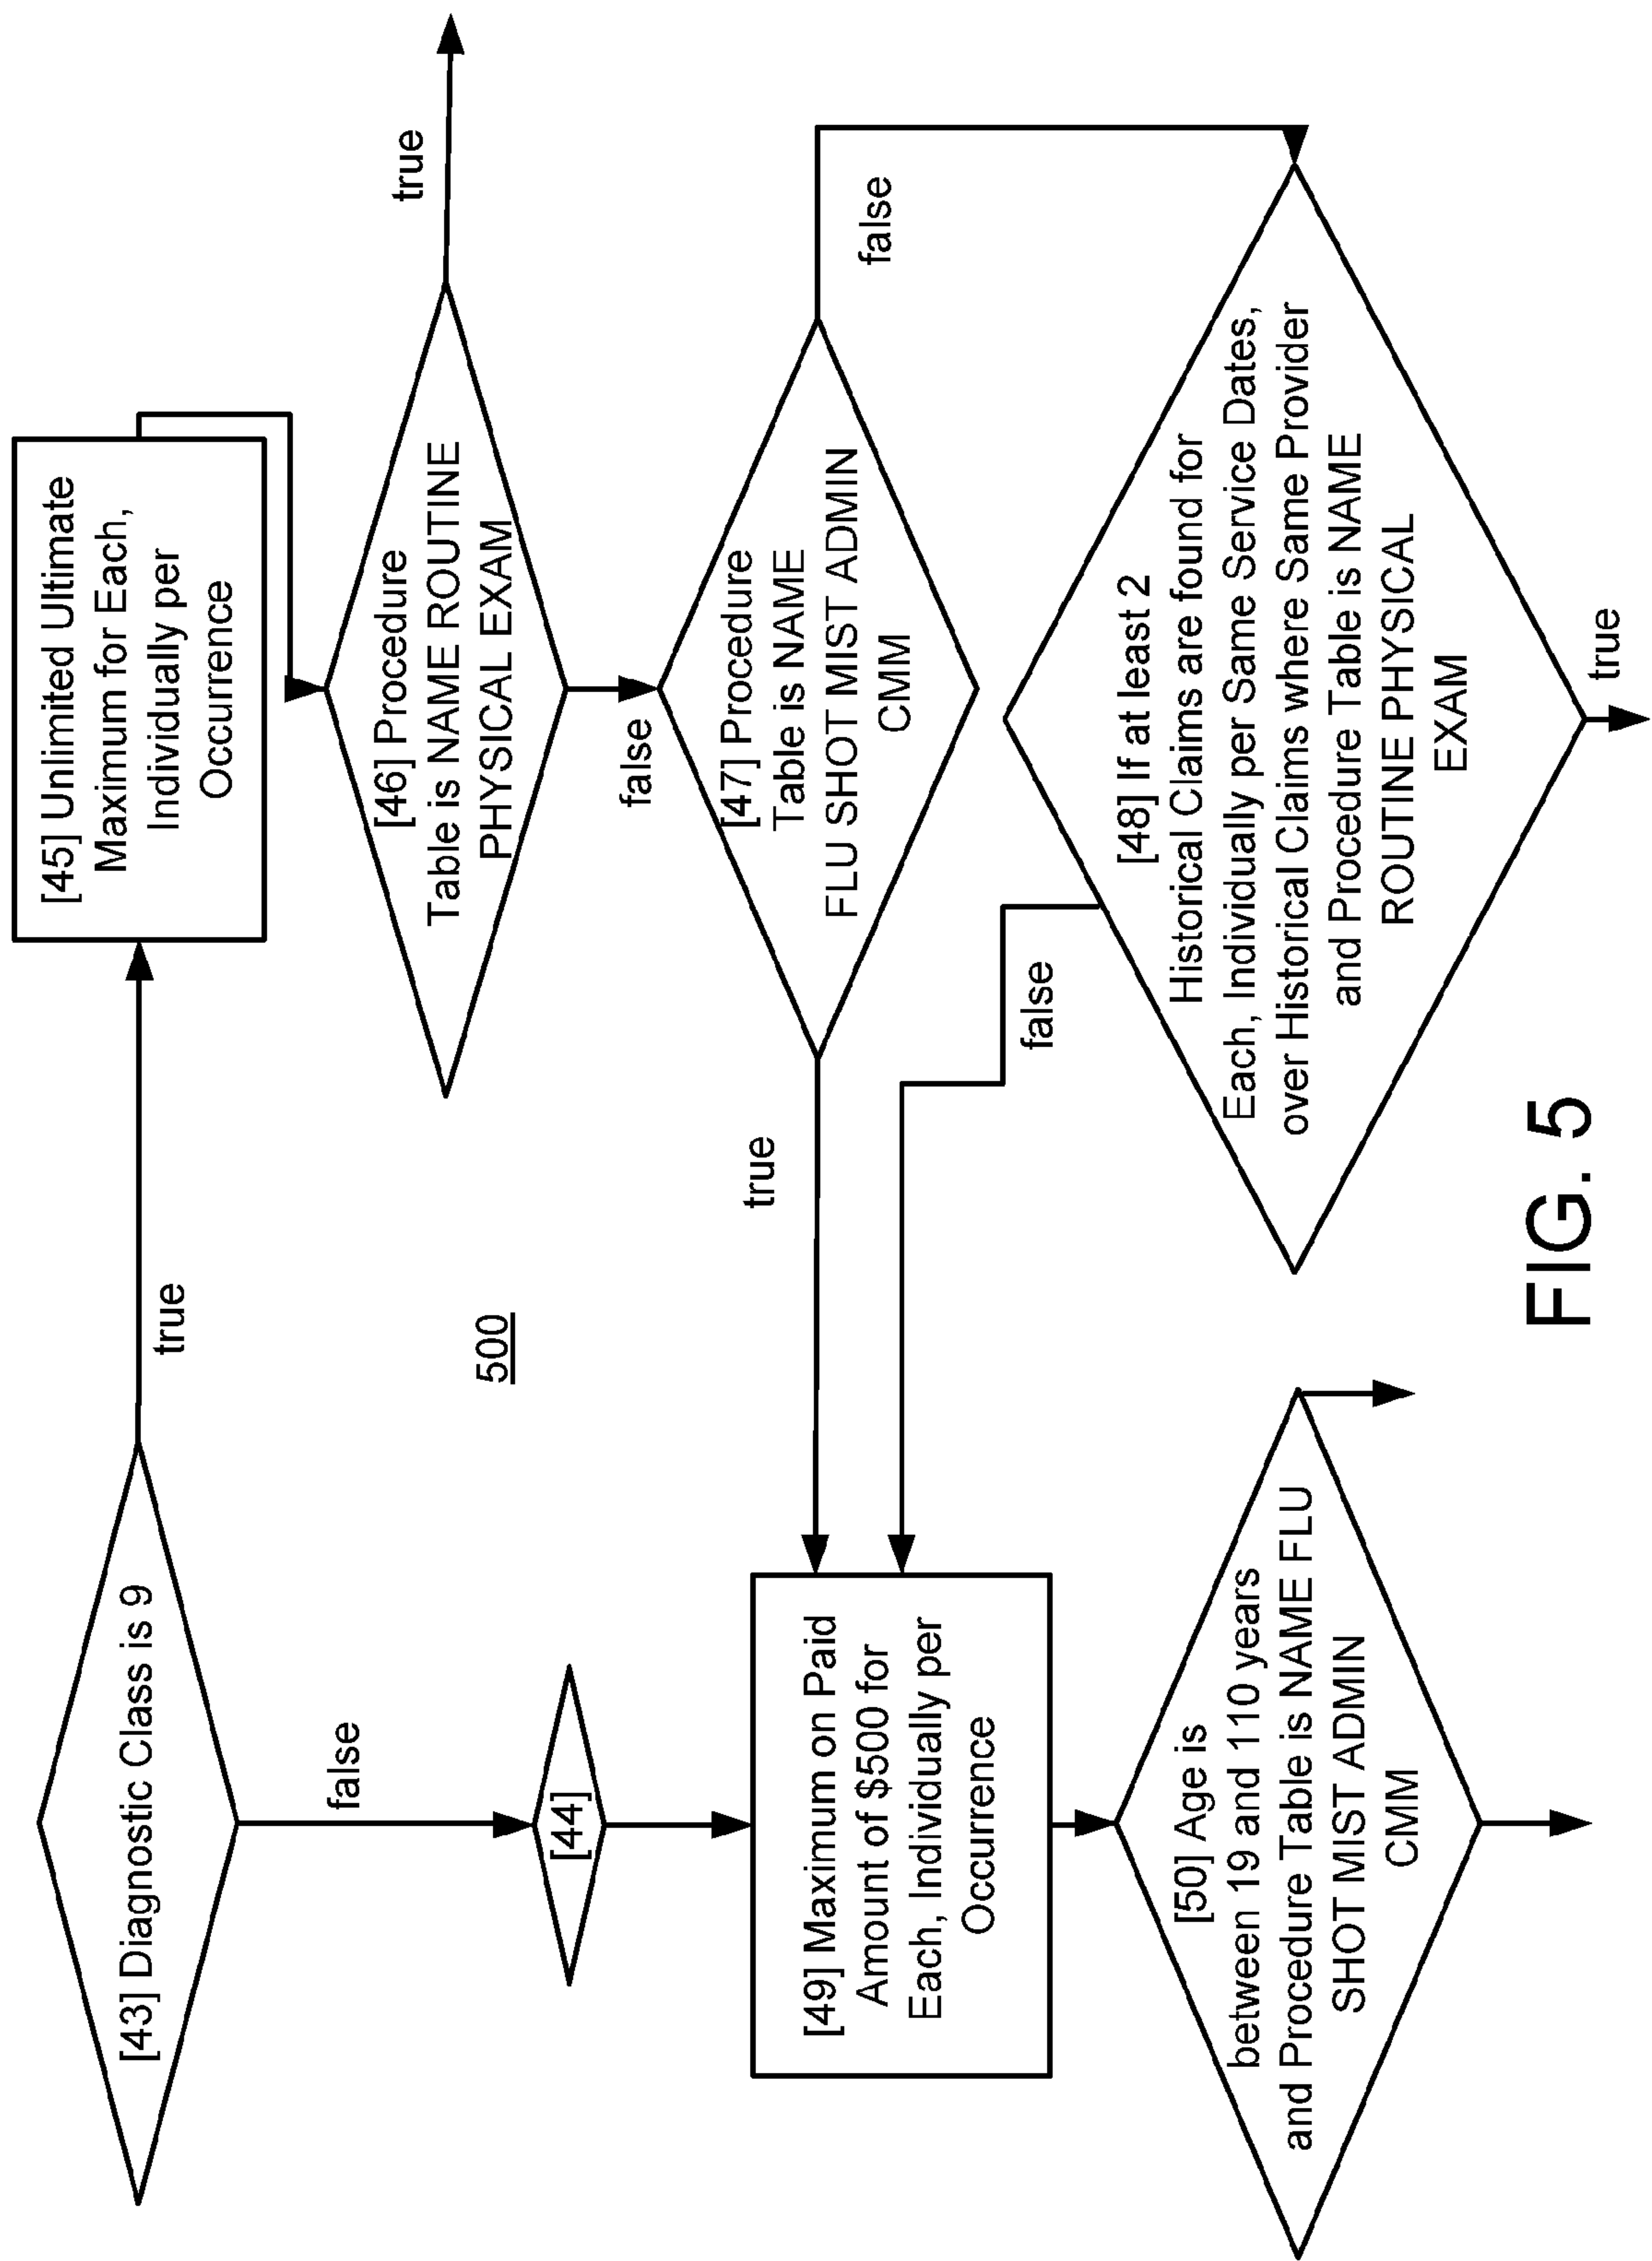 [43] Diagnostic Class is 9
true
[45] Unlimited Ultimate
Maximum for Each,
Individually per
Occurrence
false
[44]
500
[46] Procedure
Table is NAME ROUTINE
PHYSICAL EXAM
true
false
[47] Procedure
Table is NAME
FLU SHOT MIST ADMIN
CMM
true
false
[49] Maximum on Paid
Amount of $500 for
Each, Individually per
Occurrence
false
[48] If at least 2
Historical Claims are found for
Each, Individually per Same Service Dates,
over Historical Claims where Same Provider
and Procedure Table is NAME
ROUTINE PHYSICAL
EXAM
true
[50] Age is
between 19 and 110 years
and Procedure Table is NAME FLU
SHOT MIST ADMIN
CMM
FIG. 5